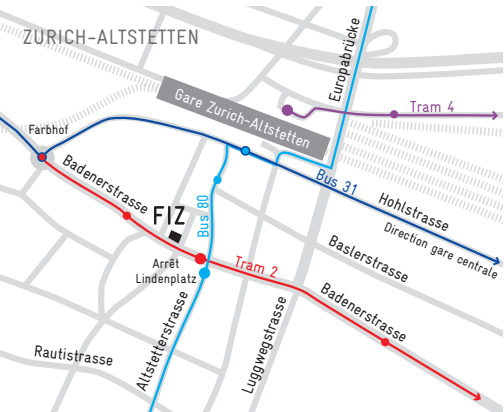 ZURICH-ALTSTETTEN
Europabrücke
Gare Zurich-Altstetten
Tram 4
Farbhof
Badenerstrasse
Bus 31
Hohlstrasse
Direction gare centrale
FIZ
Bus 80
Baslerstrasse
Arrêt
Lindenplatz
Tram 2
Badenerstrasse
Altstetterstrasse
Luggwegstrasse
Rautistrasse